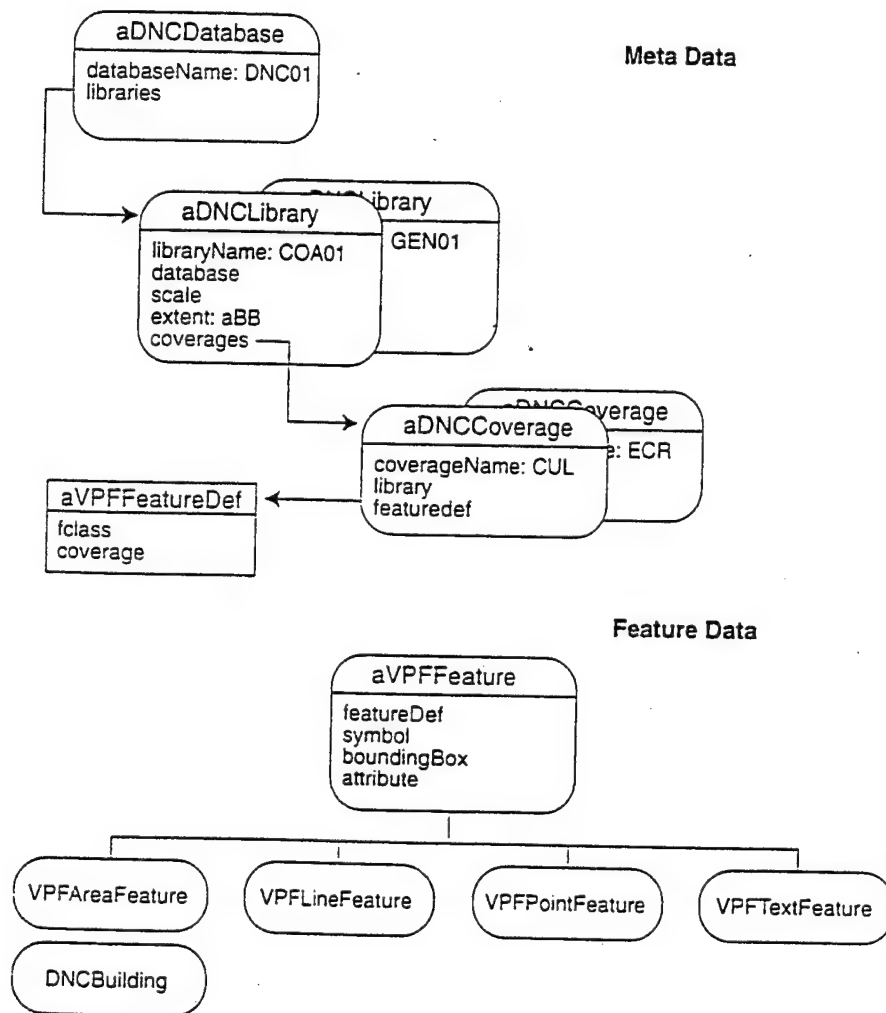 aDNCDatabase
Meta Data
databaseName: DNC01
libraries
aDNCLibrary
libraryName: COA01
database
scale
extent: aBB
coverages
GEN01
aDNCCoverage
coverageName: CUL
library
featuredef
ECR
aVPFFeatureDef
fclass
coverage
Feature Data
aVPFFeature
featureDef
symbol
boundingBox
attribute
VPFAreaFeature
VPFLineFeature
VPFPointFeature
VPFTextFeature
DNCBuilding